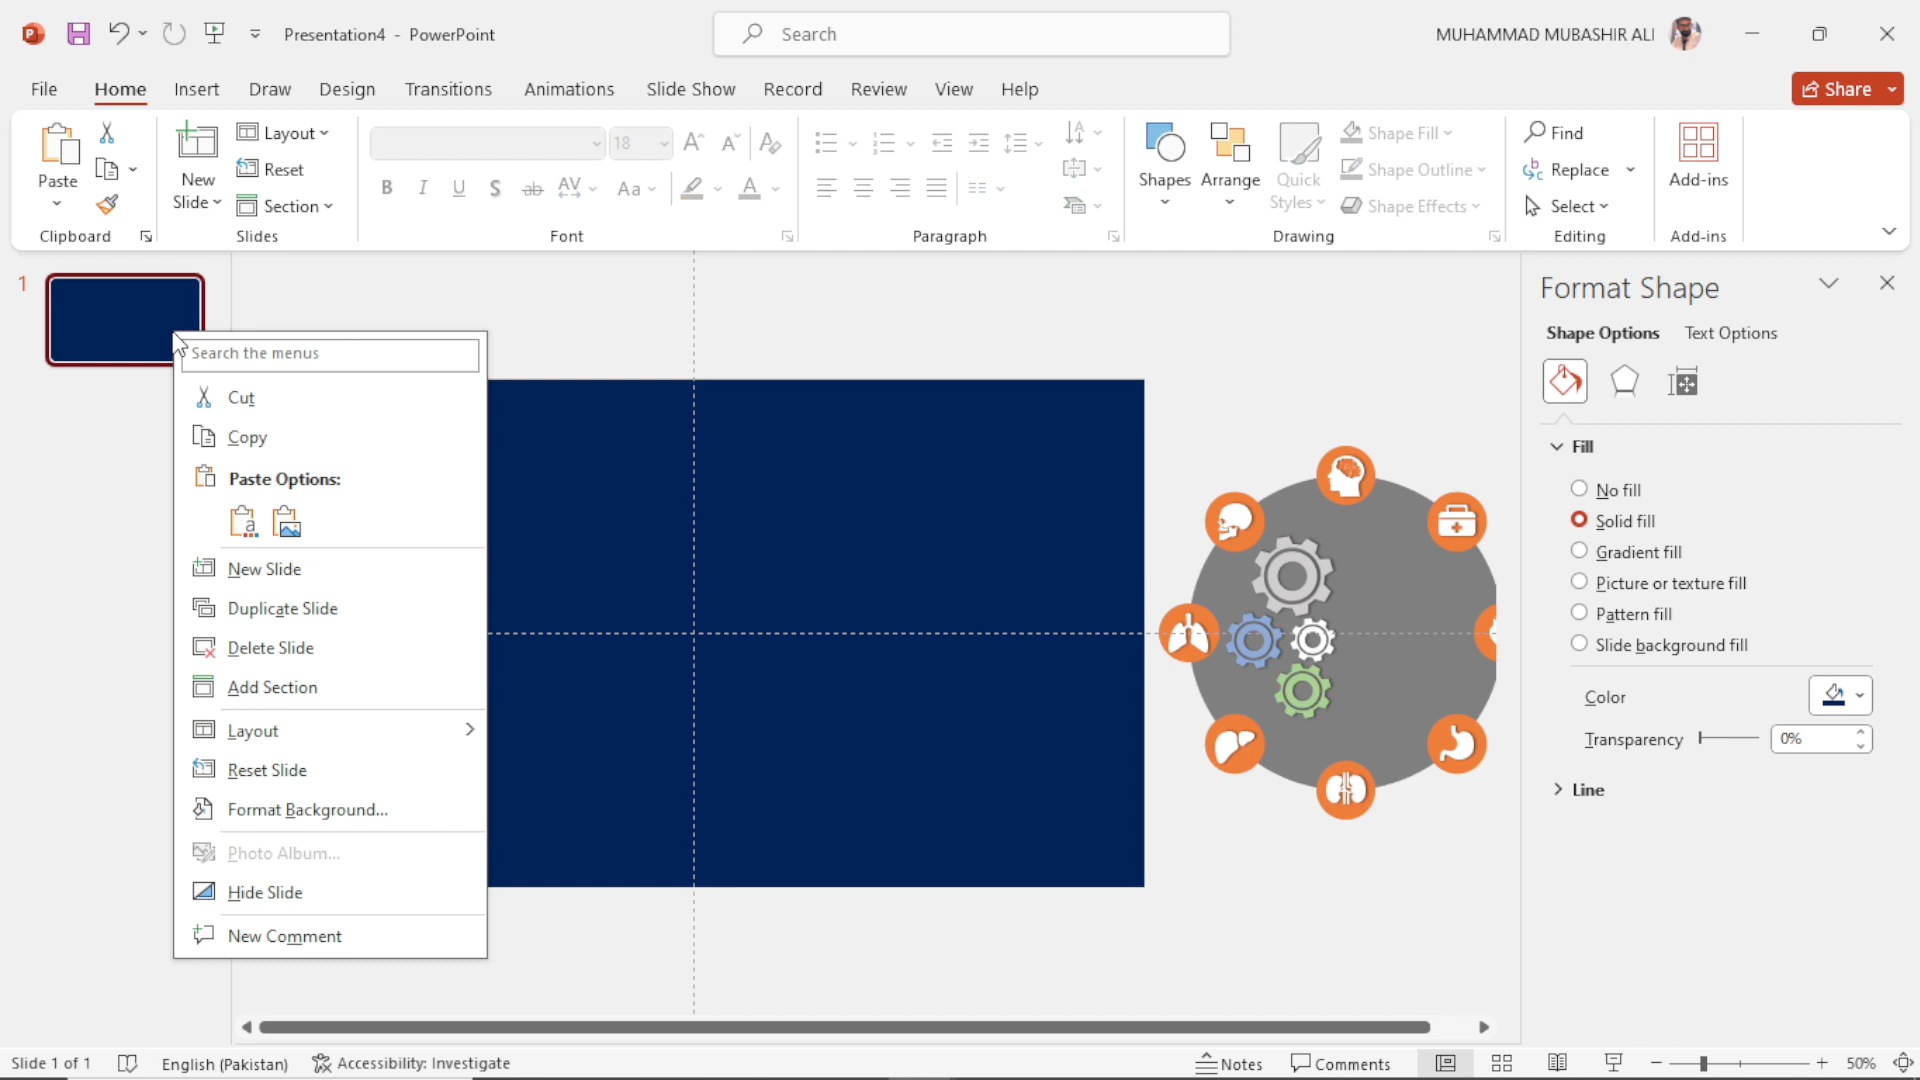 Presentation4 - PowerPoint
Search
MUHAMMAD MUBASHIR ALI
File Home Insert Draw Design Transitions Animations Slide Show Record Review View Help
Share
Paste
Clipboard
New Slide
Layout
Reset
Section
Slides
18
B I U S ab AV Aa A
Font
Paragraph
Shapes
Arrange
Quick Styles
Shape Fill
Shape Outline
Shape Effects
Drawing
Find
Replace
Select
Editing
Add-ins
Add-ins
1
Search the menus
Cut
Copy
Paste Options:
New Slide
Duplicate Slide
Delete Slide
Add Section
Layout
Reset Slide
Format Background...
Photo Album...
Hide Slide
New Comment
Format Shape
Shape Options Text Options
Fill
No fill
Solid fill
Gradient fill
Picture or texture fill
Pattern fill
Slide background fill
Color
Transparency 0%
Line
Slide 1 of 1 English (Pakistan) Accessibility: Investigate Notes Comments 50%